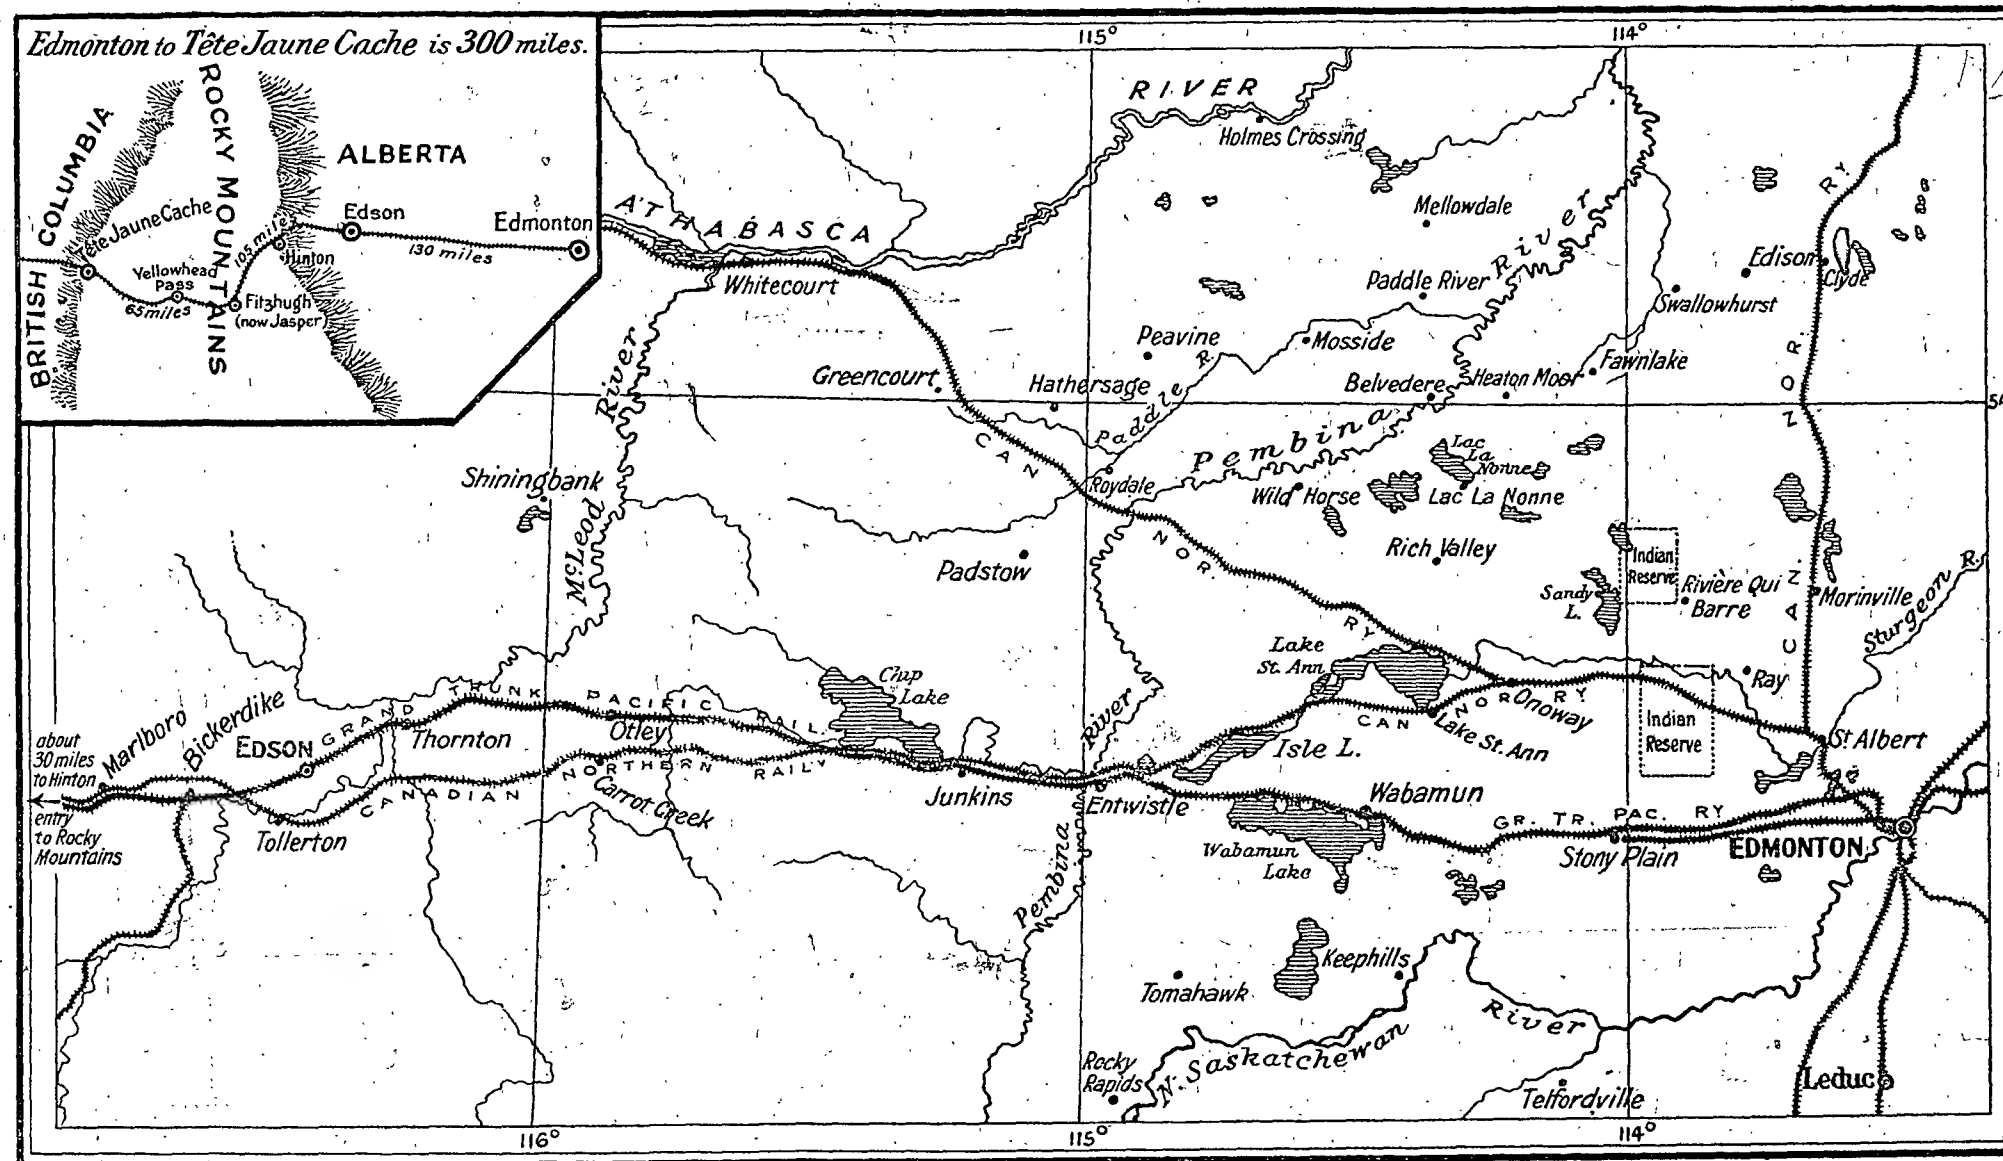 Edmonton to Tête Jaune Cache is 300 miles.
BRITISH COLUMBIA
ROCKY MOUNTAINS
ALBERTA
Tête Jaune Cache
Yellowhead
Pass
65 miles
105 miles
Hinton
Fitzhugh
(now Jasper)
Edson
130 miles
Edmonton
115°
114°
ATHABASCA RIVER
Holmes Crossing
Mellowdale
Paddle River
Pembina River
Edison
Clyde
Swallowhurst
Whitecourt
Peavine
Mosside
Fawnlake
Greencourt
Hathersage
Paddle R.
Belvedere
Heaton Moor
CAN. NOR. RY
McLeod River
Shiningbank
CAN NOR. RY
Roydale
Lac
La
Nonne
Wild Horse
Lac La Nonne
Padstow
Rich Valley
Indian
Reserve
Sandy
L.
Rivière Qui
Barre
Morinville
Sturgeon R.
Lake
St. Ann
Chip
Lake
Ray
Onoway
CAN NOR RY
Lake St. Ann
Indian
Reserve
St Albert
Isle L.
Marlboro
Bickerdike
EDSON
GRAND TRUNK PACIFIC RAIL
Thornton
Otley
about
30 miles
to Hinton
entry
to Rocky
Mountains
Tollerton
CANADIAN NORTHERN RAILY
Carrot Creek
Junkins
Entwistle
Wabamun
GR. TR. PAC. RY
Stony Plain
EDMONTON
Wabamun
Lake
Pembina River
Keephills
Tomahawk
N. Saskatchewan River
Rocky
Rapids
Telfordville
Leduc
116°
115°
114°